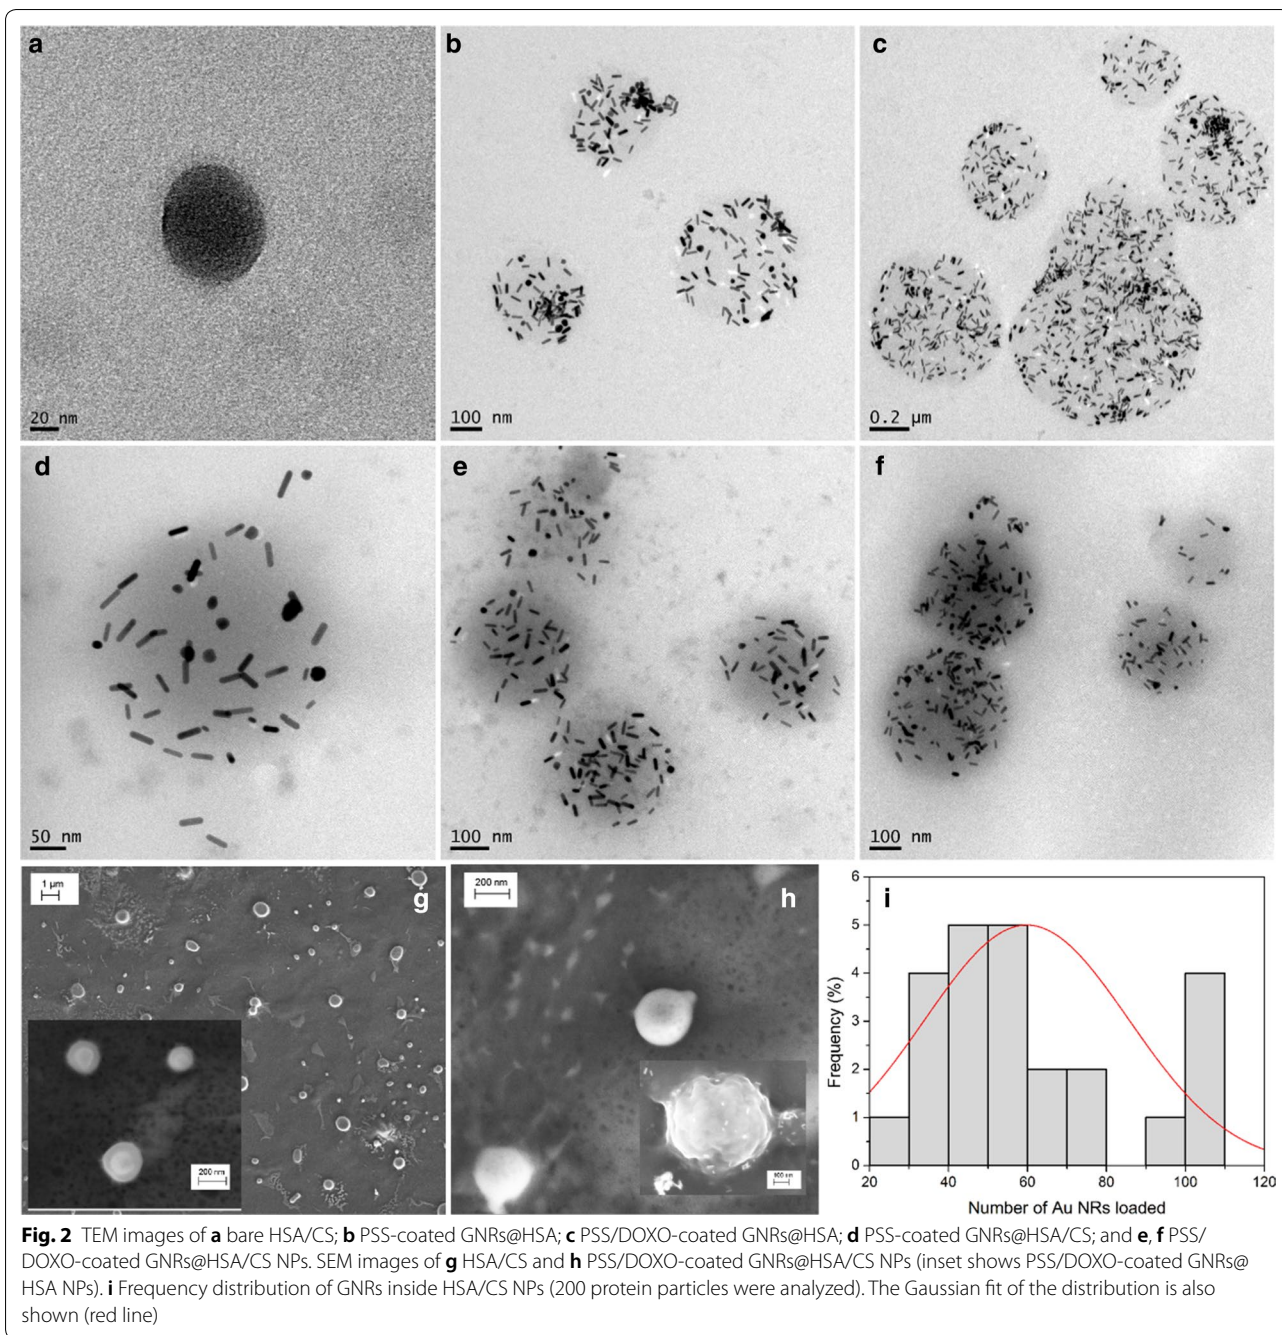 a
b
c
20 nm
100 nm
0.2 µm
d
e
f
50 nm
100 nm
100 nm
1 µm
g
200 nm
200 nm
h
100 nm
i
6
5
4
3
2
1
0
Frequency (%)
20
40
60
80
100
120
Number of Au NRs loaded
Fig. 2 TEM images of a bare HSA/CS; b PSS-coated GNRs@HSA; c PSS/DOXO-coated GNRs@HSA; d PSS-coated GNRs@HSA/CS; and e, f PSS/
DOXO-coated GNRs@HSA/CS NPs. SEM images of g HSA/CS and h PSS/DOXO-coated GNRs@HSA/CS NPs (inset shows PSS/DOXO-coated GNRs@
HSA NPs). i Frequency distribution of GNRs inside HSA/CS NPs (200 protein particles were analyzed). The Gaussian fit of the distribution is also
shown (red line)